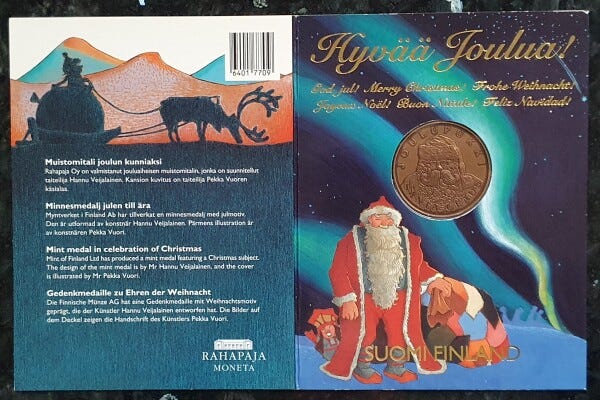 6401 7709
Muistomitali joulun kunniaksi
Rahapaja Oy on valmistanut jouluaiheisen muistomitalin, jonka on suunnitellut
taiteilija Hannu Veijalainen. Kansion kuvitus on taiteilija Pekka Vuoren
käsialaa.
Minnesmedalj julen till ära
Myntverket i Finland Ab har tillverkat en minnesmedalj med julmotiv.
Den är utformad av konstnär Hannu Veijalainen. Pärmens illustration är
av konstnären Pekka Vuori.
Mint medal in celebration of Christmas
Mint of Finland Ltd has produced a mint medal featuring a Christmas subject.
The design of the mint medal is by Mr Hannu Veijalainen, and the cover
is illustrated by Mr Pekka Vuori.
Gedenkmedaille zu Ehren der Weihnacht
Die Finnische Münze AG hat eine Gedenkmedaille mit Weihnachtsmotiv
geprägt, die der Künstler Hannu Veijalainen entworfen hat. Die Bilder auf
dem Deckel zeigen die Handschrift des Künstlers Pekka Vuori.
RAHAPAJA
MONETA
Hyvää Joulua!
God jul! Merry Christmas! Frohe Weihnacht!
Joyeux Noël! Buon Natale! Feliz Navidad!
JOULUPUKKI
SUOMI FINLAND